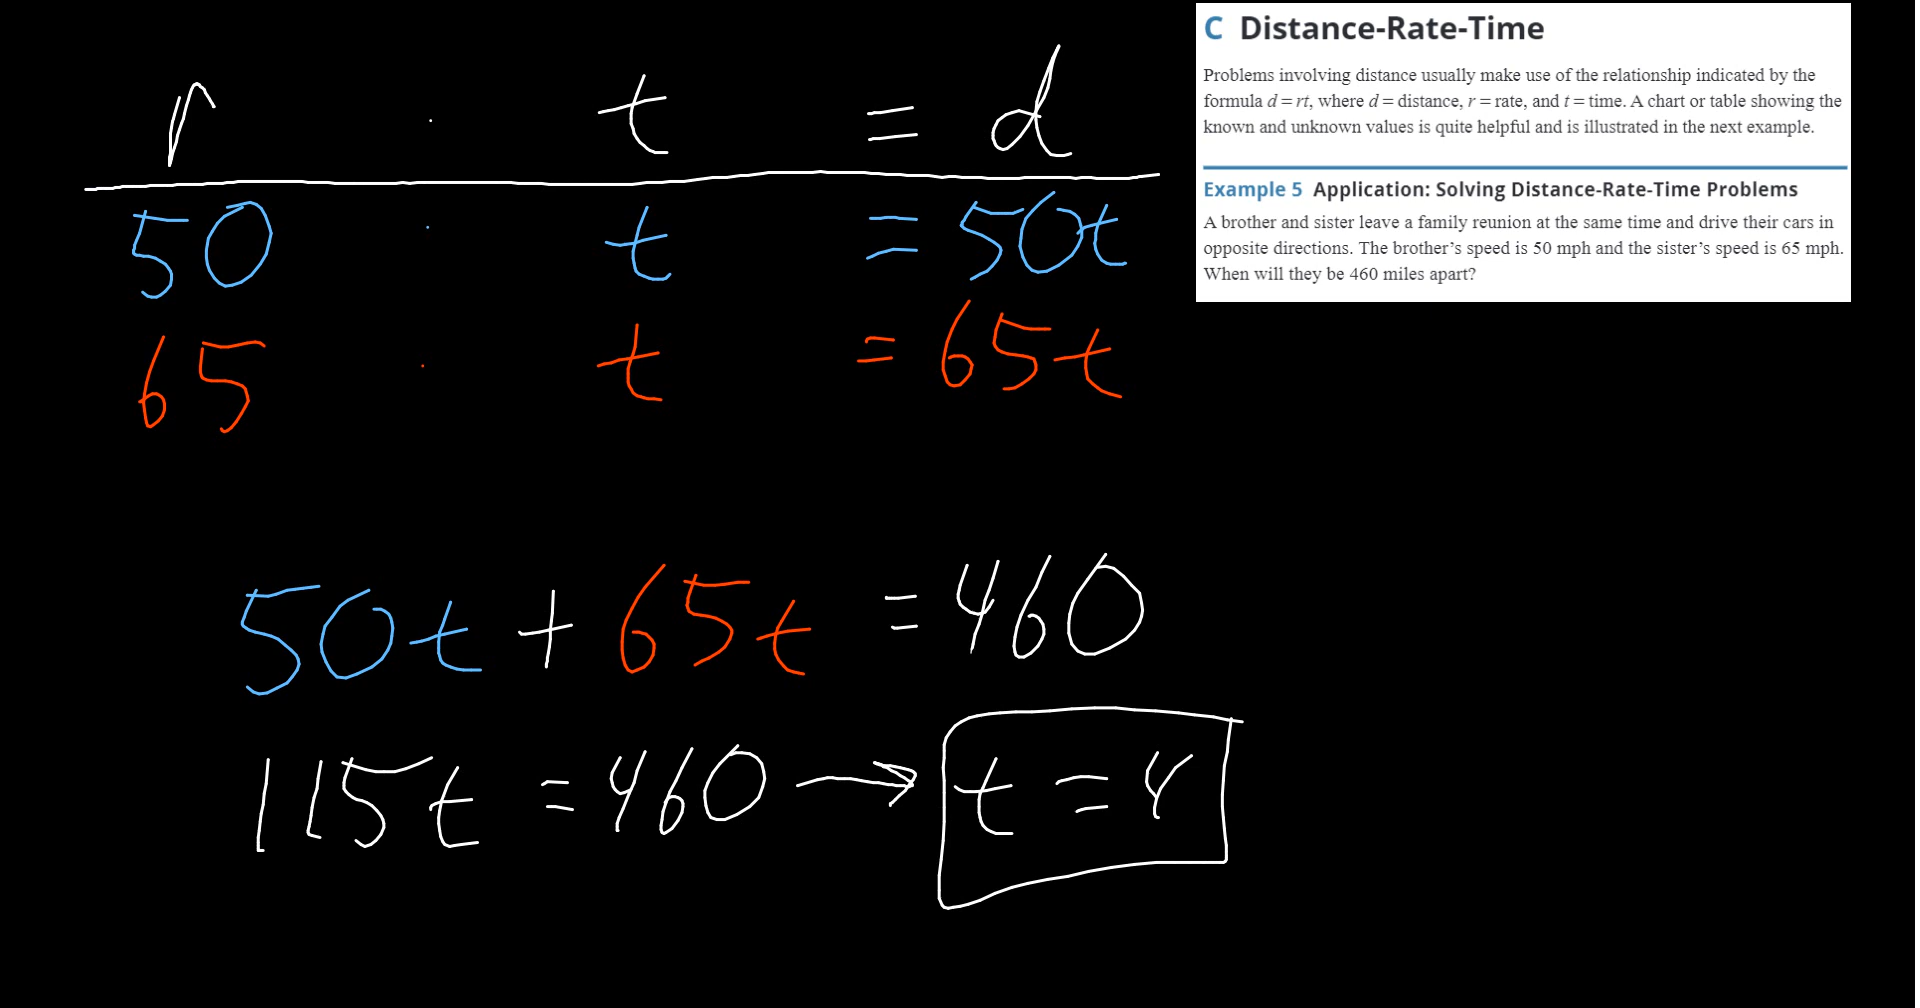 r · t = d
50 · t = 50t
65 · t = 65t
50t + 65t = 460
115t = 460 → t = 4
C Distance-Rate-Time
Problems involving distance usually make use of the relationship indicated by the
formula d = rt, where d = distance, r = rate, and t = time. A chart or table showing the
known and unknown values is quite helpful and is illustrated in the next example.
Example 5 Application: Solving Distance-Rate-Time Problems
A brother and sister leave a family reunion at the same time and drive their cars in
opposite directions. The brother’s speed is 50 mph and the sister’s speed is 65 mph.
When will they be 460 miles apart?